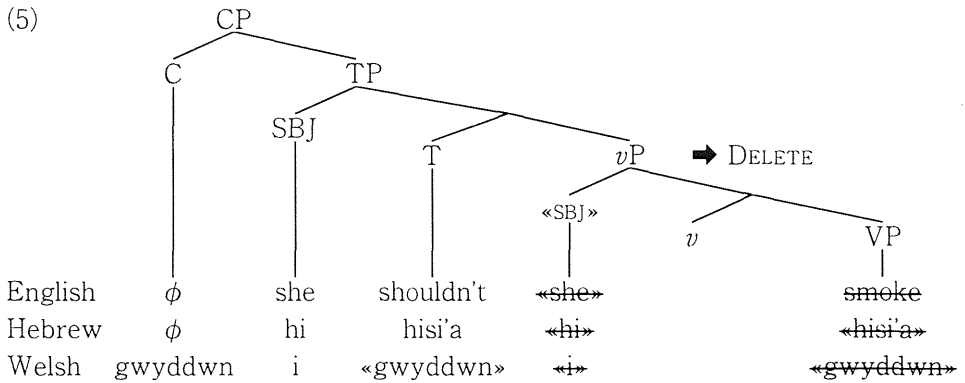 (5)
CP
C TP
SBJ
T vP ➡ DELETE
«SBJ»
v VP
English ϕ she shouldn't «she» smoke
Hebrew ϕ hi hisi'a «hi» «hisi'a»
Welsh gwyddwn i «gwyddwn» «i» «gwyddwn»